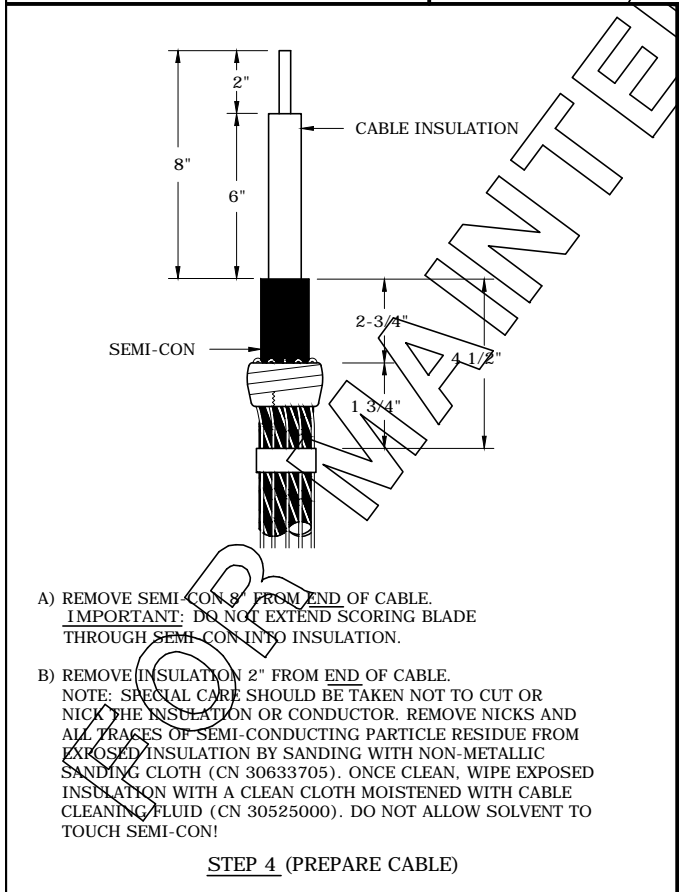 2"
CABLE INSULATION
8"
6"
2-3/4"
SEMI-CON
4 1/2"
1 3/4"
A) REMOVE SEMI-CON 8" FROM END OF CABLE.
IMPORTANT: DO NOT EXTEND SCORING BLADE
THROUGH SEMI-CON INTO INSULATION.
B) REMOVE INSULATION 2" FROM END OF CABLE.
NOTE: SPECIAL CARE SHOULD BE TAKEN NOT TO CUT OR
NICK THE INSULATION OR CONDUCTOR. REMOVE NICKS AND
ALL TRACES OF SEMI-CONDUCTING PARTICLE RESIDUE FROM
EXPOSED INSULATION BY SANDING WITH NON-METALLIC
SANDING CLOTH (CN 30633705). ONCE CLEAN, WIPE EXPOSED
INSULATION WITH A CLEAN CLOTH MOISTENED WITH CABLE
CLEANING FLUID (CN 30525000). DO NOT ALLOW SOLVENT TO
TOUCH SEMI-CON!
STEP 4 (PREPARE CABLE)
FOR MAINTE